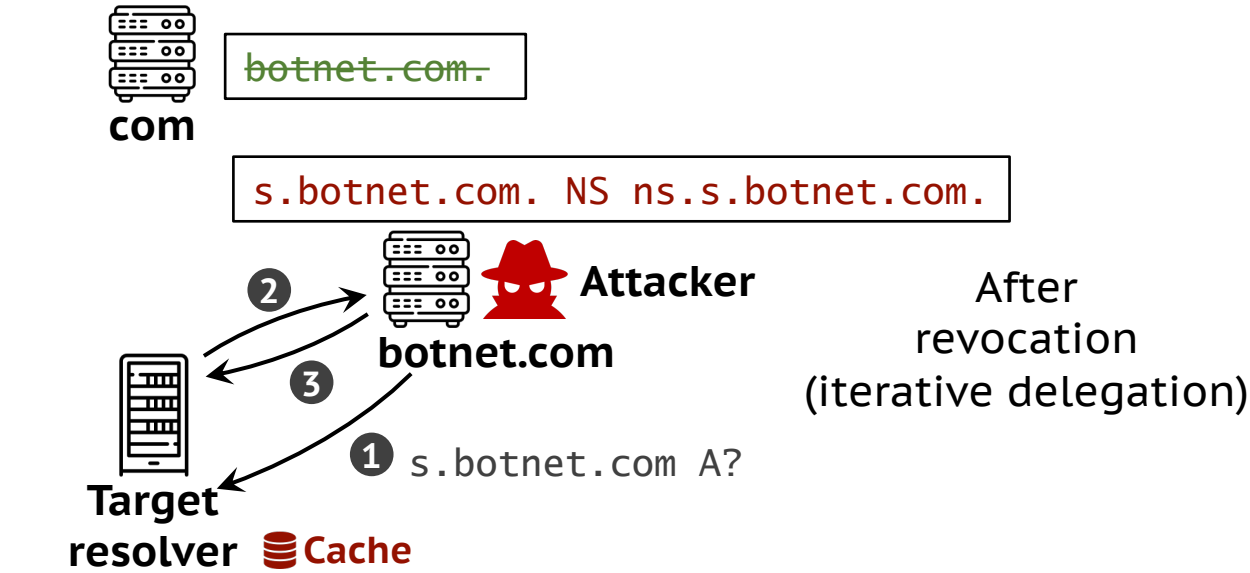 botnet.com.
com
s.botnet.com. NS ns.s.botnet.com.
2
Attacker
After
revocation
(iterative delegation)
botnet.com
3
1 s.botnet.com A?
Target
resolver
Cache